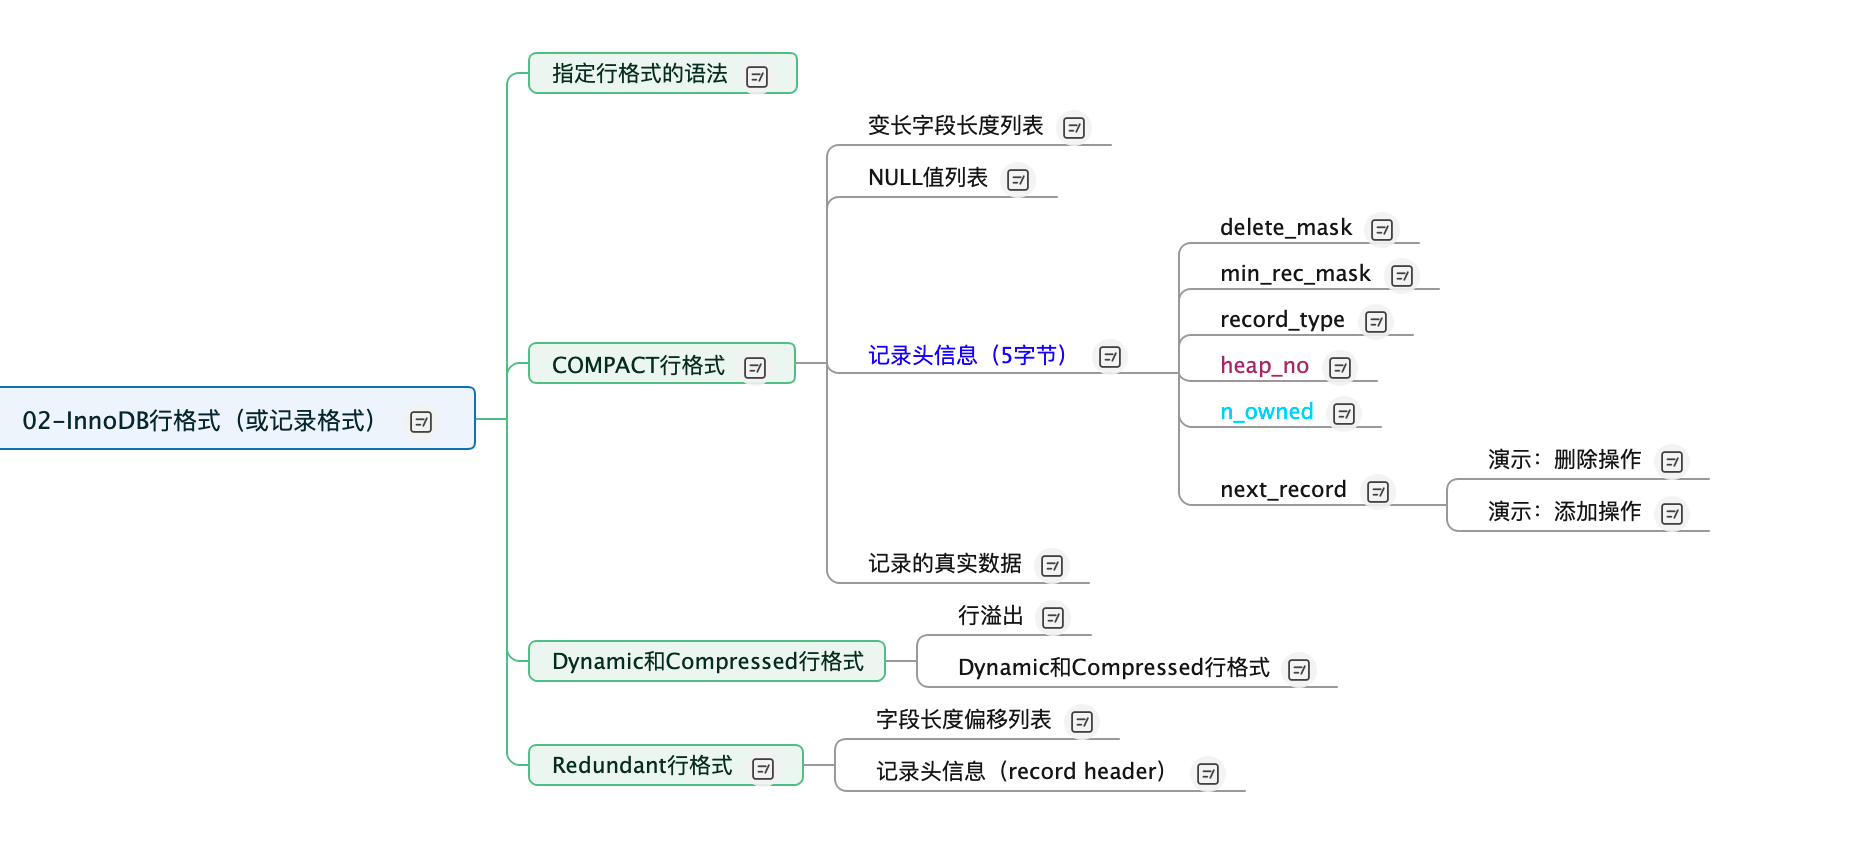 指定行格式的语法
变长字段长度列表
NULL值列表
delete_mask
min_rec_mask
record_type
记录头信息（5字节）
heap_no
COMPACT行格式
n_owned
02-InnoDB行格式（或记录格式）
演示：删除操作
next_record
演示：添加操作
记录的真实数据
行溢出
Dynamic和Compressed行格式
Dynamic和Compressed行格式
字段长度偏移列表
Redundant行格式
记录头信息（record header）